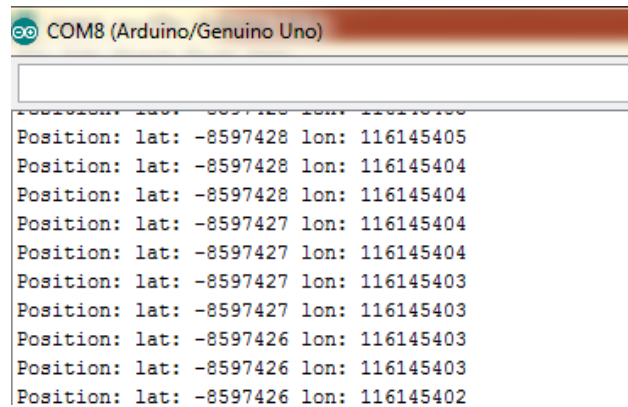 COM8 (Arduino/Genuino Uno)
Position: lat: -8597428 lon: 116145405
Position: lat: -8597428 lon: 116145404
Position: lat: -8597428 lon: 116145404
Position: lat: -8597427 lon: 116145404
Position: lat: -8597427 lon: 116145404
Position: lat: -8597427 lon: 116145403
Position: lat: -8597427 lon: 116145403
Position: lat: -8597426 lon: 116145403
Position: lat: -8597426 lon: 116145403
Position: lat: -8597426 lon: 116145402